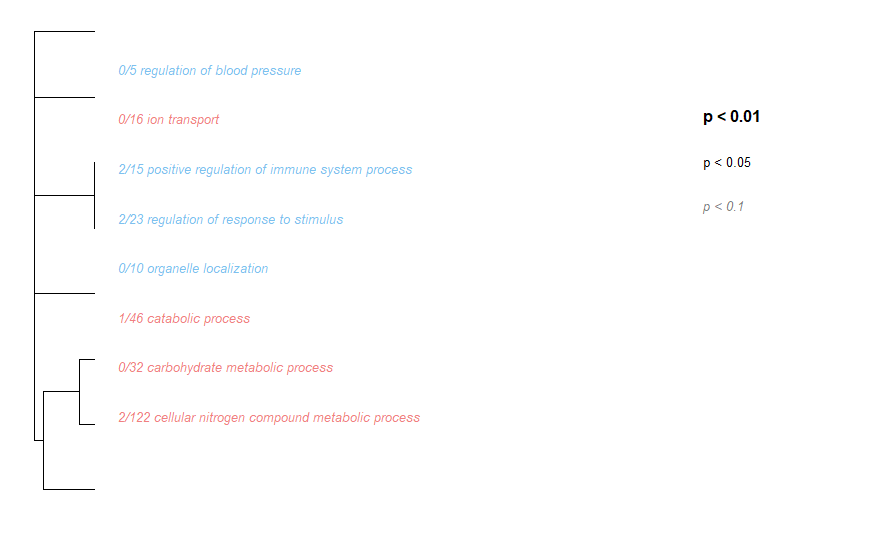 0/5 regulation of blood pressure
0/16 ion transport
2/15 positive regulation of immune system process
2/23 regulation of response to stimulus
0/10 organelle localization
1/46 catabolic process
0/32 carbohydrate metabolic process
2/122 cellular nitrogen compound metabolic process
p < 0.01
p < 0.05
p < 0.1